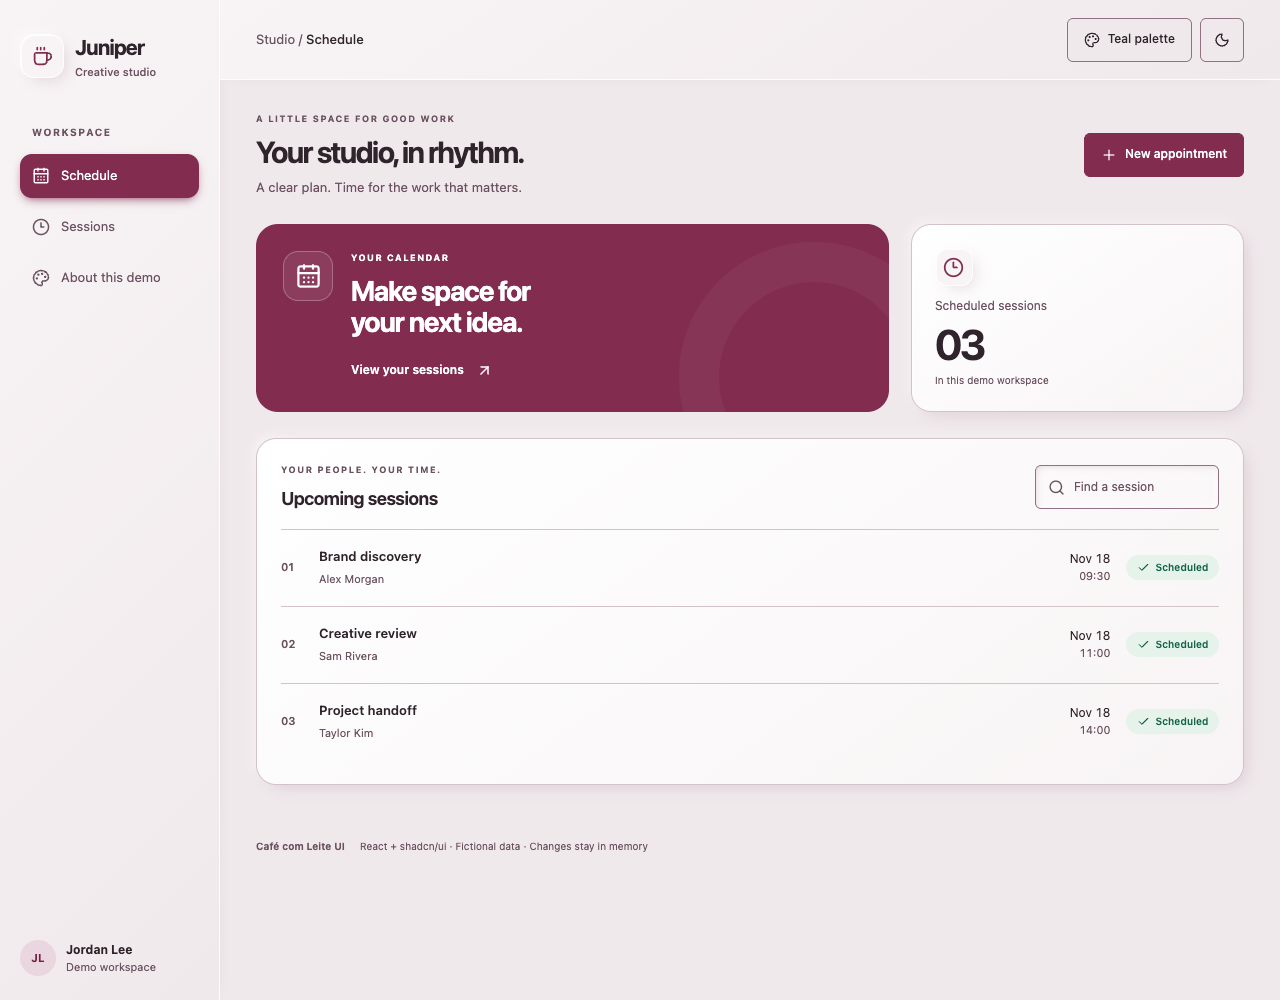 Juniper
Creative studio
WORKSPACE
Schedule
Sessions
About this demo
JL
Jordan Lee
Demo workspace
Studio / Schedule
Teal palette
A LITTLE SPACE FOR GOOD WORK
Your studio, in rhythm.
A clear plan. Time for the work that matters.
New appointment
YOUR CALENDAR
Make space for
your next idea.
View your sessions
Scheduled sessions
03
In this demo workspace
YOUR PEOPLE. YOUR TIME.
Upcoming sessions
Find a session
01
Brand discovery
Alex Morgan
Nov 18
09:30
Scheduled
02
Creative review
Sam Rivera
Nov 18
11:00
Scheduled
03
Project handoff
Taylor Kim
Nov 18
14:00
Scheduled
Café com Leite UI
React + shadcn/ui · Fictional data · Changes stay in memory